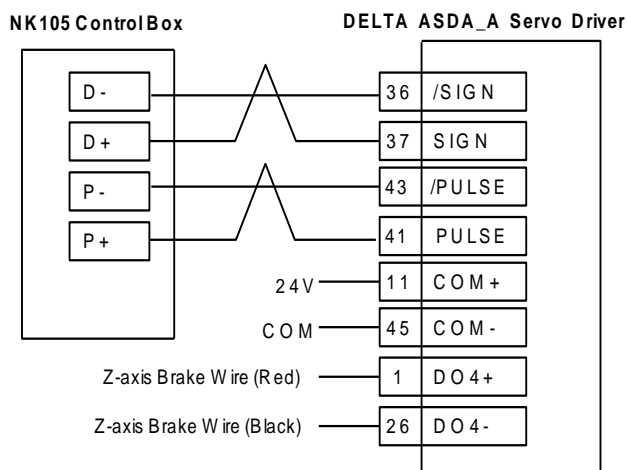 NK105 Control Box
DELTA ASDA_A Servo Driver
D- 36 /SIGN
D+ 37 SIGN
P- 43 /PULSE
P+ 41 PULSE
24V 11 COM+
COM 45 COM-
Z-axis Brake Wire (Red) 1 DO4+
Z-axis Brake Wire (Black) 26 DO4-